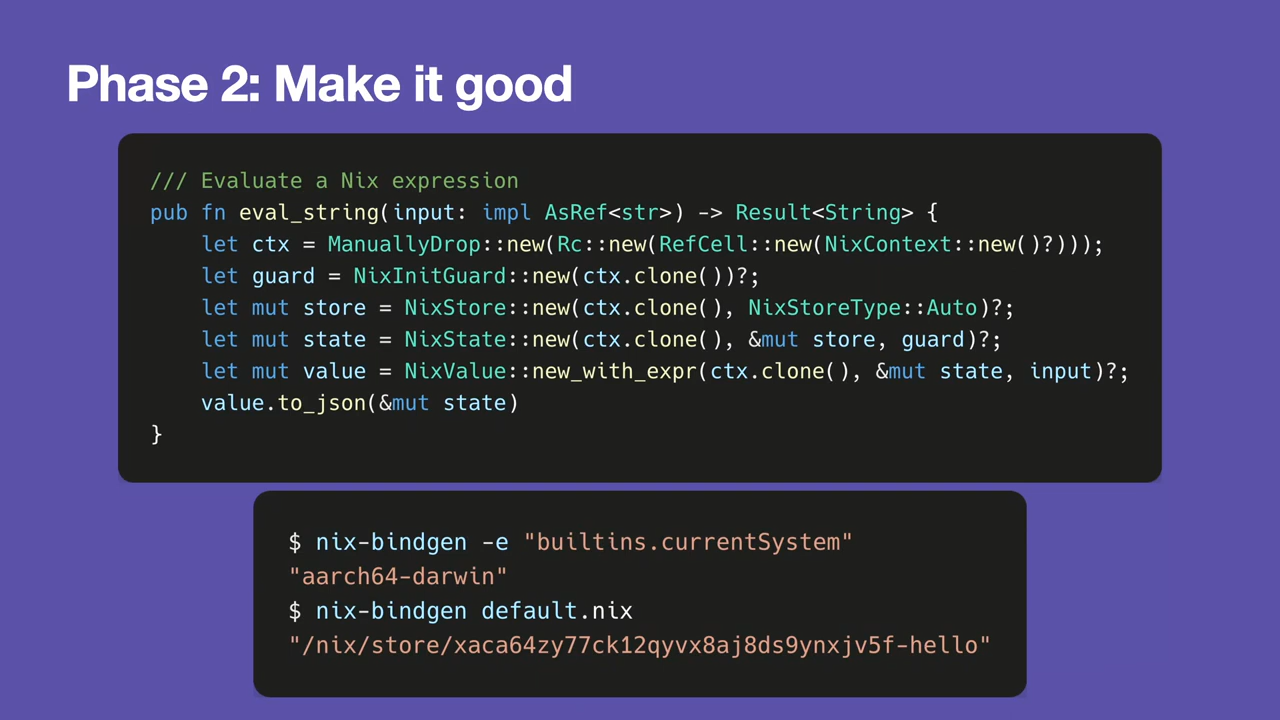 Phase 2: Make it good
/// Evaluate a Nix expression
pub fn eval_string(input: impl AsRef<str>) -> Result<String> {
    let ctx = ManuallyDrop::new(Rc::new(RefCell::new(NixContext::new()?)));
    let guard = NixInitGuard::new(ctx.clone())?;
    let mut store = NixStore::new(ctx.clone(), NixStoreType::Auto)?;
    let mut state = NixState::new(ctx.clone(), &mut store, guard)?;
    let mut value = NixValue::new_with_expr(ctx.clone(), &mut state, input)?;
    value.to_json(&mut state)
}
$ nix-bindgen -e "builtins.currentSystem"
"aarch64-darwin"
$ nix-bindgen default.nix
"/nix/store/xaca64zy77ck12qyvx8aj8ds9ynxjv5f-hello"